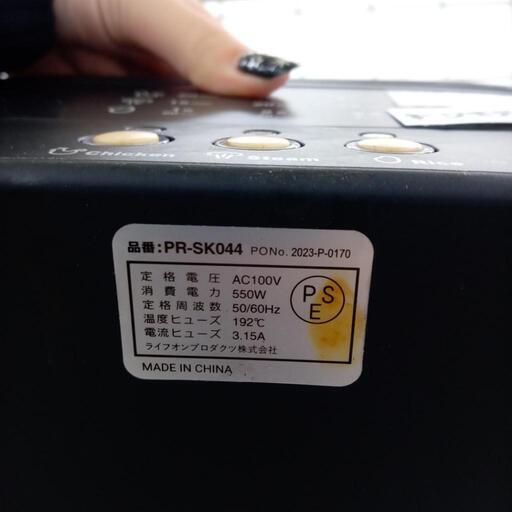 Chicken
Steam
Rice
品番:PR-SK044 PONo. 2023-P-0170
定格電圧 AC100V
消費電力 550W
定格周波数 50/60Hz
温度ヒューズ 192℃
電流ヒューズ 3.15A
ライフオンプロダクツ株式会社
PSE
MADE IN CHINA